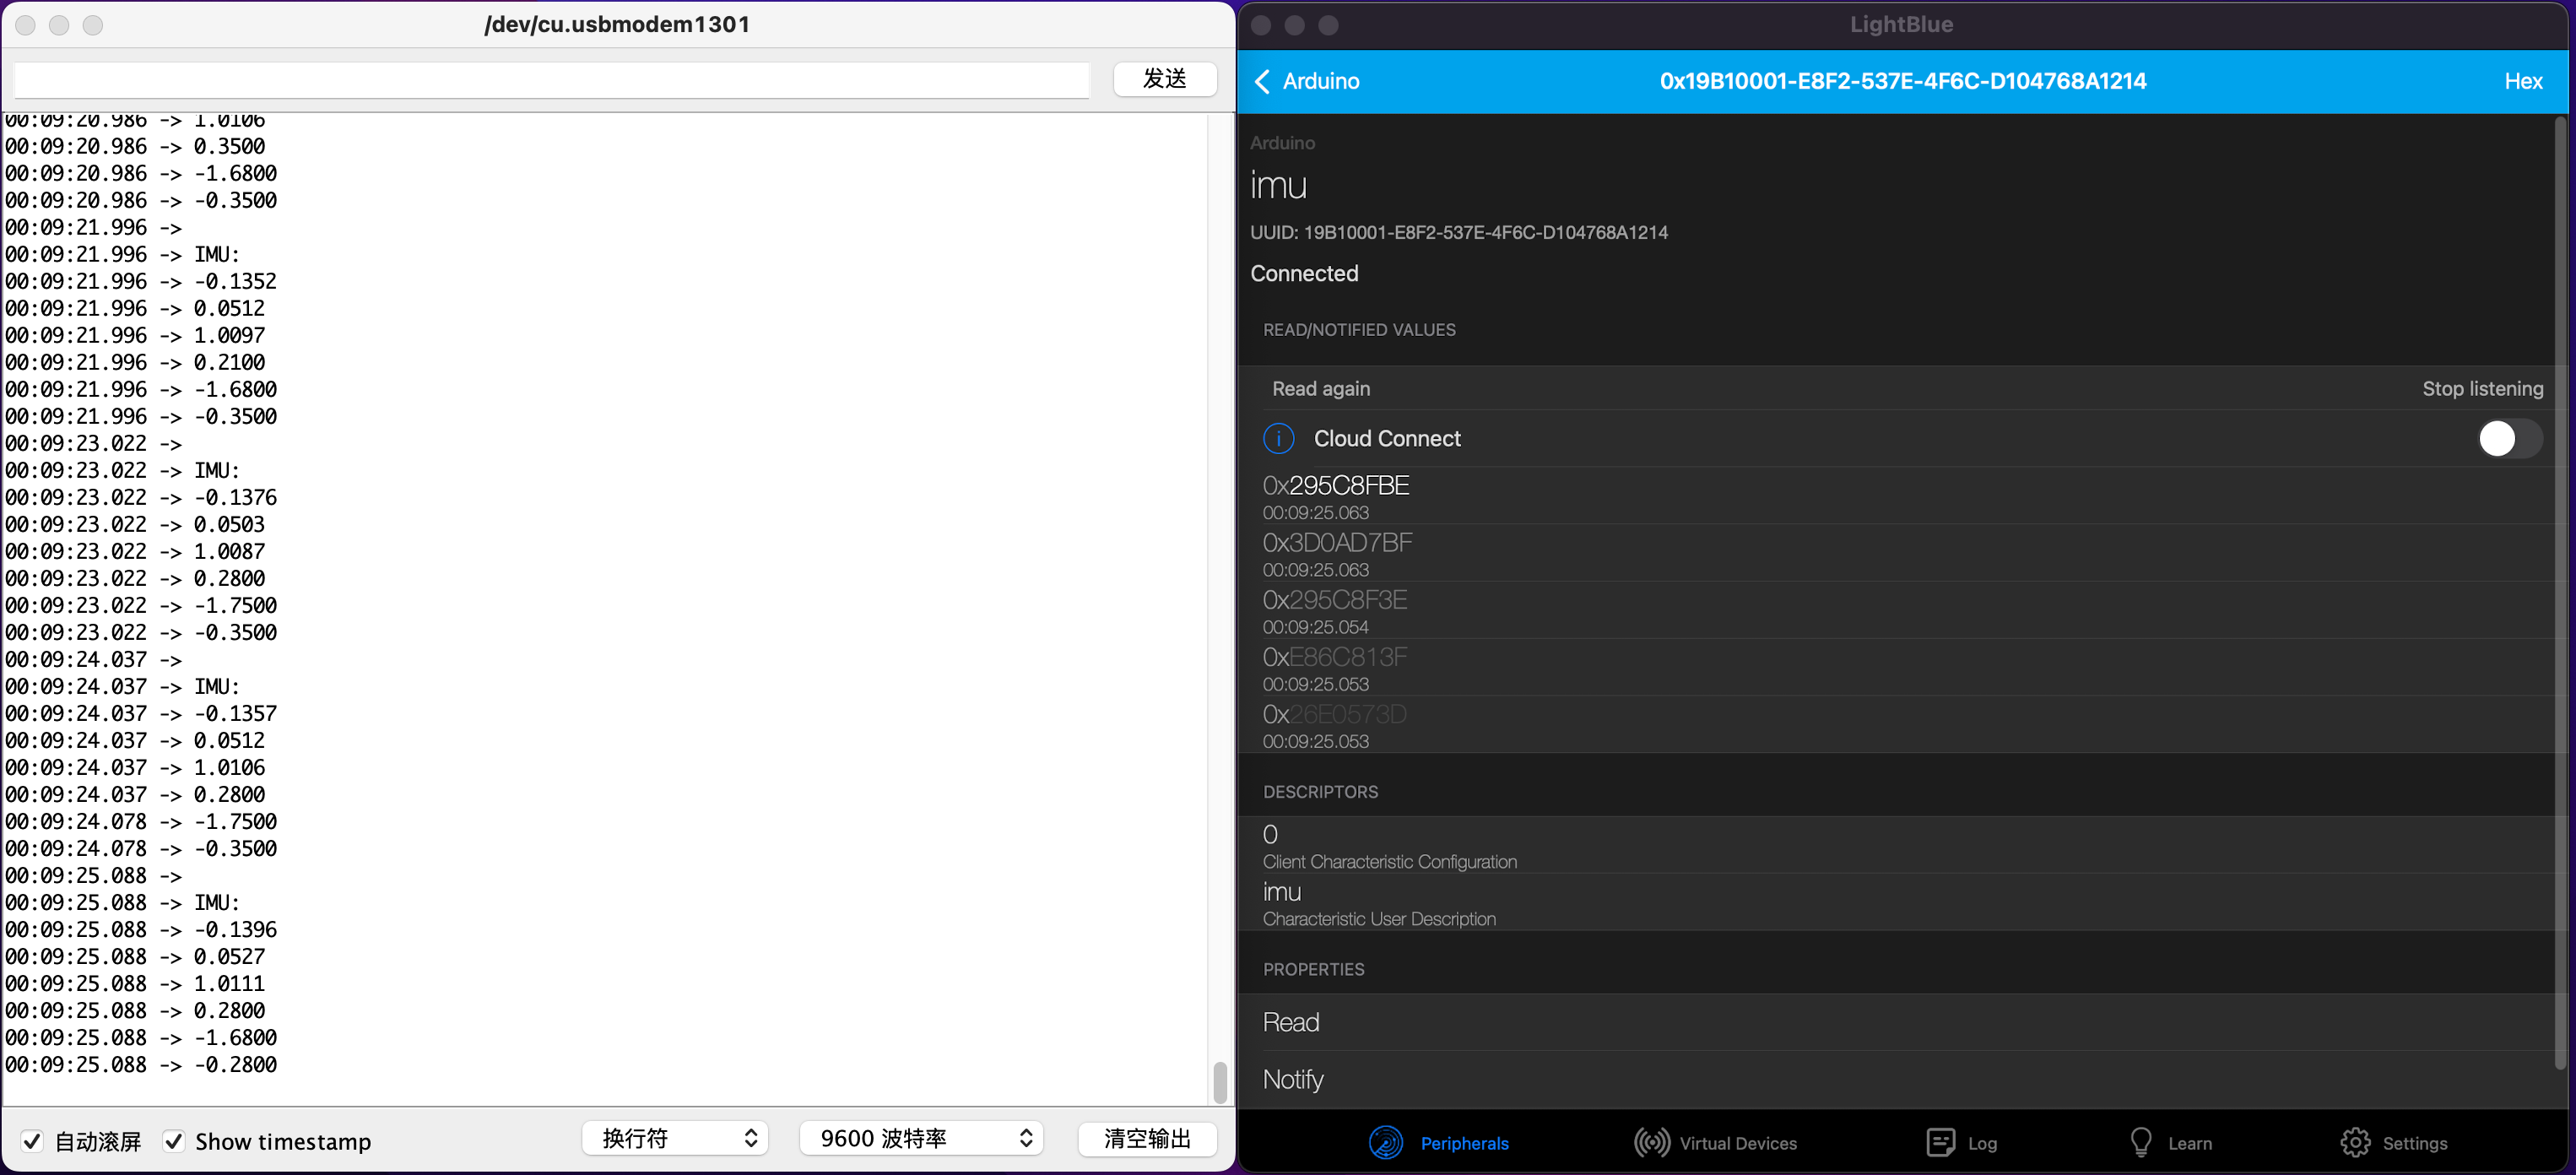 /dev/cu.usbmodem1301
发送
00:09:20.986 -> 1.0106
00:09:20.986 -> 0.3500
00:09:20.986 -> -1.6800
00:09:20.986 -> -0.3500
00:09:21.996 ->
00:09:21.996 -> IMU:
00:09:21.996 -> -0.1352
00:09:21.996 -> 0.0512
00:09:21.996 -> 1.0097
00:09:21.996 -> 0.2100
00:09:21.996 -> -1.6800
00:09:21.996 -> -0.3500
00:09:23.022 ->
00:09:23.022 -> IMU:
00:09:23.022 -> -0.1376
00:09:23.022 -> 0.0503
00:09:23.022 -> 1.0087
00:09:23.022 -> 0.2800
00:09:23.022 -> -1.7500
00:09:23.022 -> -0.3500
00:09:24.037 ->
00:09:24.037 -> IMU:
00:09:24.037 -> -0.1357
00:09:24.037 -> 0.0512
00:09:24.037 -> 1.0106
00:09:24.037 -> 0.2800
00:09:24.078 -> -1.7500
00:09:24.078 -> -0.3500
00:09:25.088 ->
00:09:25.088 -> IMU:
00:09:25.088 -> -0.1396
00:09:25.088 -> 0.0527
00:09:25.088 -> 1.0111
00:09:25.088 -> 0.2800
00:09:25.088 -> -1.6800
00:09:25.088 -> -0.2800
自动滚屏 Show timestamp 换行符 9600 波特率 清空输出
LightBlue
Arduino 0x19B10001-E8F2-537E-4F6C-D104768A1214 Hex
Arduino
imu
UUID: 19B10001-E8F2-537E-4F6C-D104768A1214
Connected
READ/NOTIFIED VALUES
Read again Stop listening
Cloud Connect
0x295C8FBE
00:09:25.063
0x3D0AD7BF
00:09:25.063
0x295C8F3E
00:09:25.054
0xE86C813F
00:09:25.053
0x26E0573D
00:09:25.053
DESCRIPTORS
0
Client Characteristic Configuration
imu
Characteristic User Description
PROPERTIES
Read
Notify
Peripherals Virtual Devices Log Learn Settings